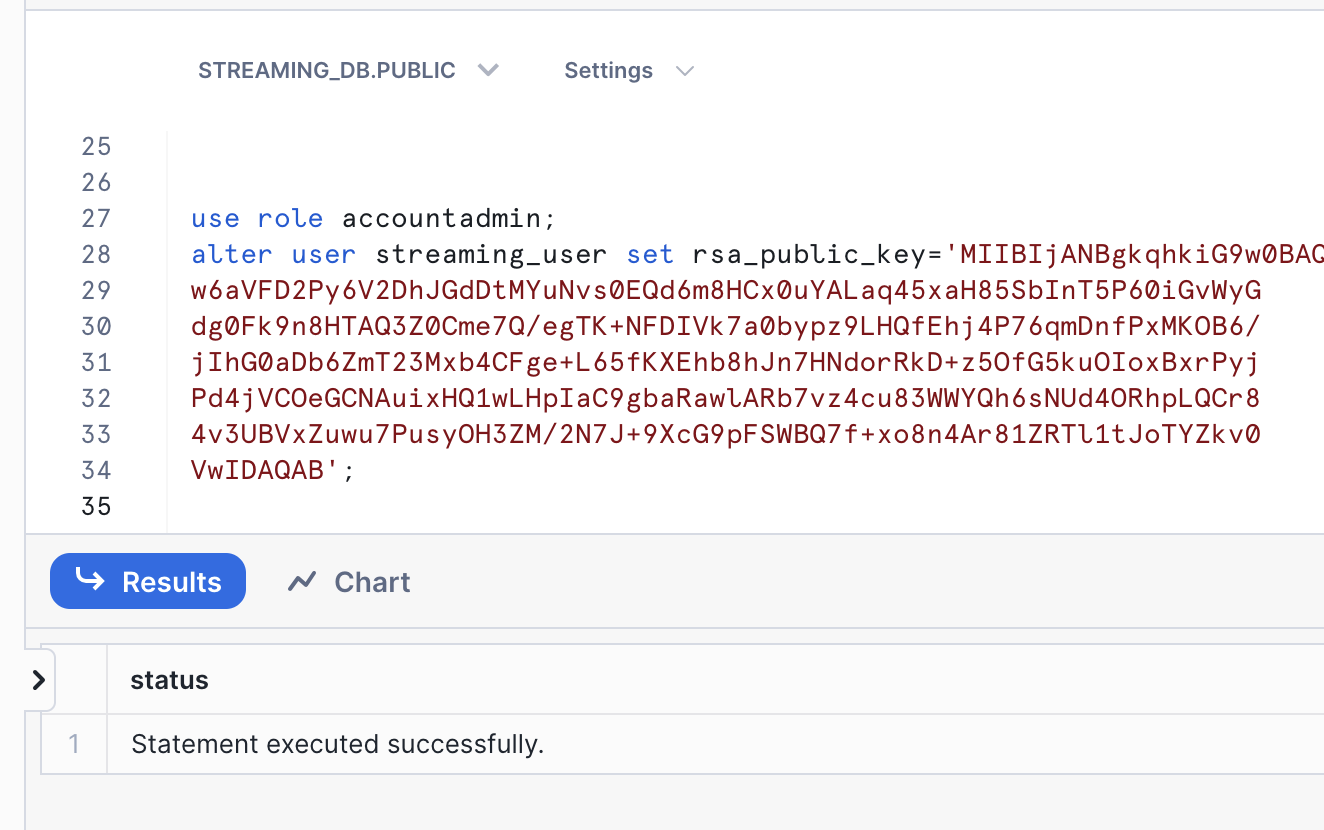 STREAMING_DB.PUBLIC Settings
25
26
27 use role accountadmin;
28 alter user streaming_user set rsa_public_key='MIIBIjANBgkqhkiG9w0BAQ
29 w6aVFD2Py6V2DhJGdDtMYuNvs0EQd6m8HCx0uYALaq45xaH85SbInT5P60iGvWyG
30 dg0Fk9n8HTAQ3Z0Cme7Q/egTK+NFDIVk7a0bypz9LHQfEhj4P76qmDnfPxMKOB6/
31 jIhG0aDb6ZmT23Mxb4CFge+L65fKXEhb8hJn7HNdorRkD+z5OfG5kuOIoxBxrPyj
32 Pd4jVCOeGCNAuixHQ1wLHpIaC9gbaRawlARb7vz4cu83WWYQh6sNUd4ORhpLQCr8
33 4v3UBVxZuwu7PusyOH3ZM/2N7J+9XcG9pFSWBQ7f+xo8n4Ar81ZRTl1tJoTYZkv0
34 VwIDAQAB';
35
Results Chart
status
1 Statement executed successfully.